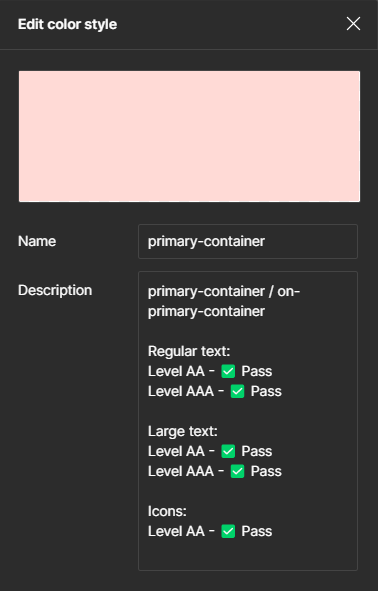 Edit color style
Name
primary-container
Description
primary-container / on-
primary-container
Regular text:
Level AA - ✅ Pass
Level AAA - ✅ Pass
Large text:
Level AA - ✅ Pass
Level AAA - ✅ Pass
Icons:
Level AA - ✅ Pass